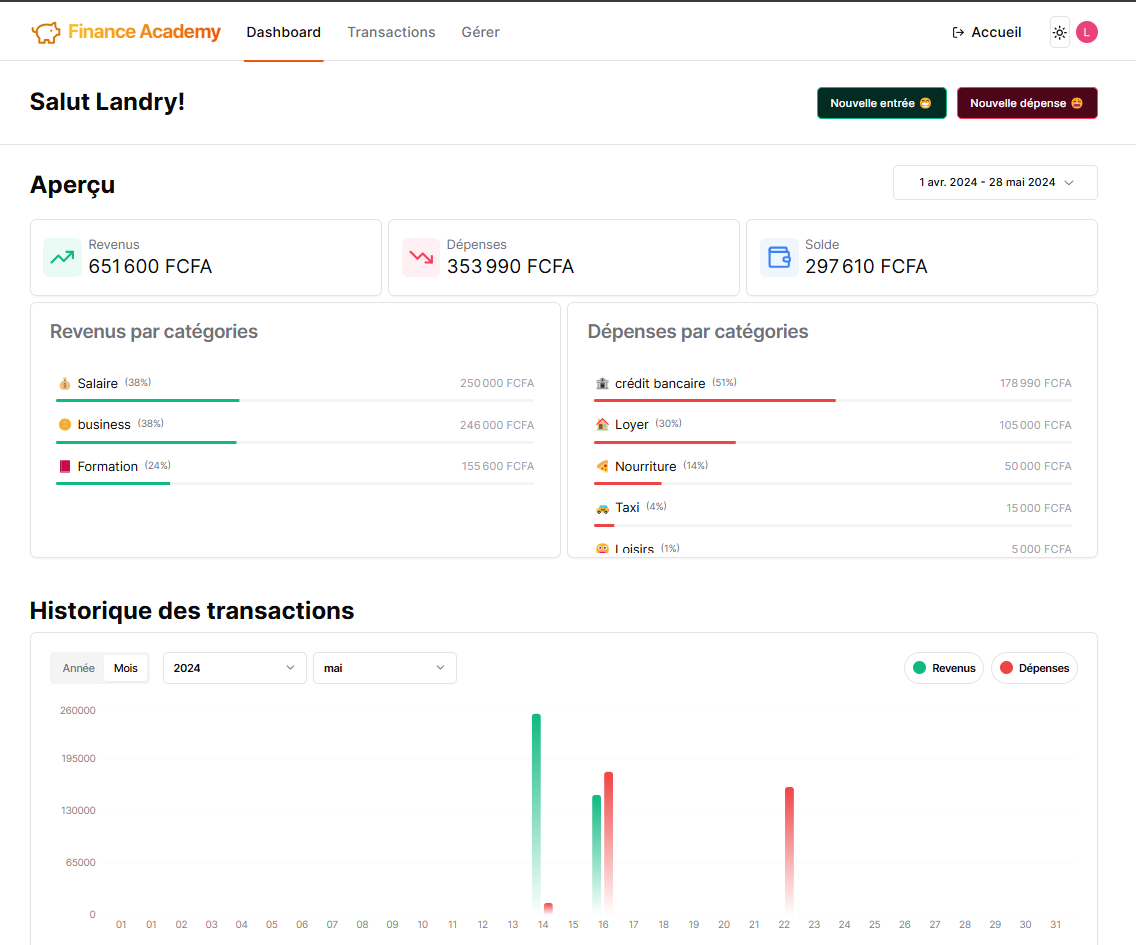 Finance Academy Dashboard Transactions Gérer Accueil L
Salut Landry! Nouvelle entrée Nouvelle dépense
Aperçu 1 avr. 2024 - 28 mai 2024
Revenus
651 600 FCFA
Dépenses
353 990 FCFA
Solde
297 610 FCFA
Revenus par catégories
Salaire (38%) 250 000 FCFA
business (38%) 246 000 FCFA
Formation (24%) 155 600 FCFA
Dépenses par catégories
crédit bancaire (51%) 178 990 FCFA
Loyer (30%) 105 000 FCFA
Nourriture (14%) 50 000 FCFA
Taxi (4%) 15 000 FCFA
Loisirs (1%) 5 000 FCFA
Historique des transactions
Année Mois 2024 mai Revenus Dépenses
260000
195000
130000
65000
0
01 01 02 03 04 05 06 07 08 09 10 11 12 13 14 15 16 17 18 19 20 21 22 23 24 25 26 27 28 29 30 31